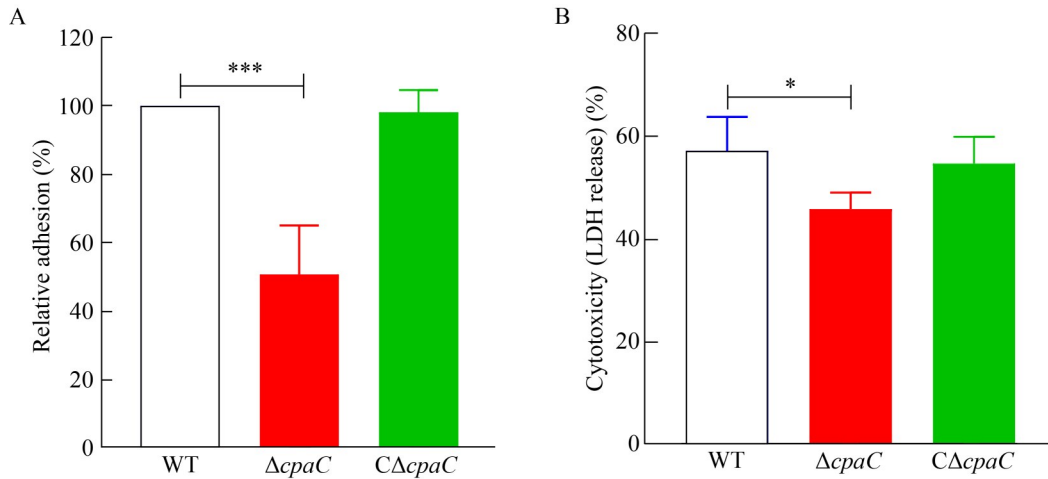 A
Relative adhesion (%)
120
100
80
60
40
20
0
***
WT
ΔcpaC
CΔcpaC
B
Cytotoxicity (LDH release) (%)
80
60
40
20
0
*
WT
ΔcpaC
CΔcpaC